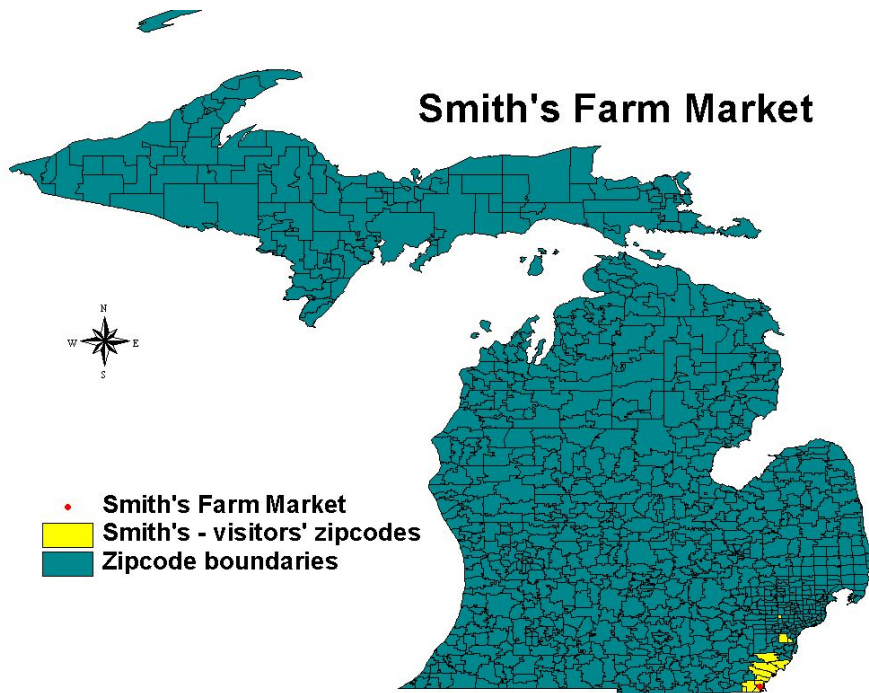 Smith's Farm Market
N
W E
S
Smith's Farm Market
Smith's - visitors' zipcodes
Zipcode boundaries